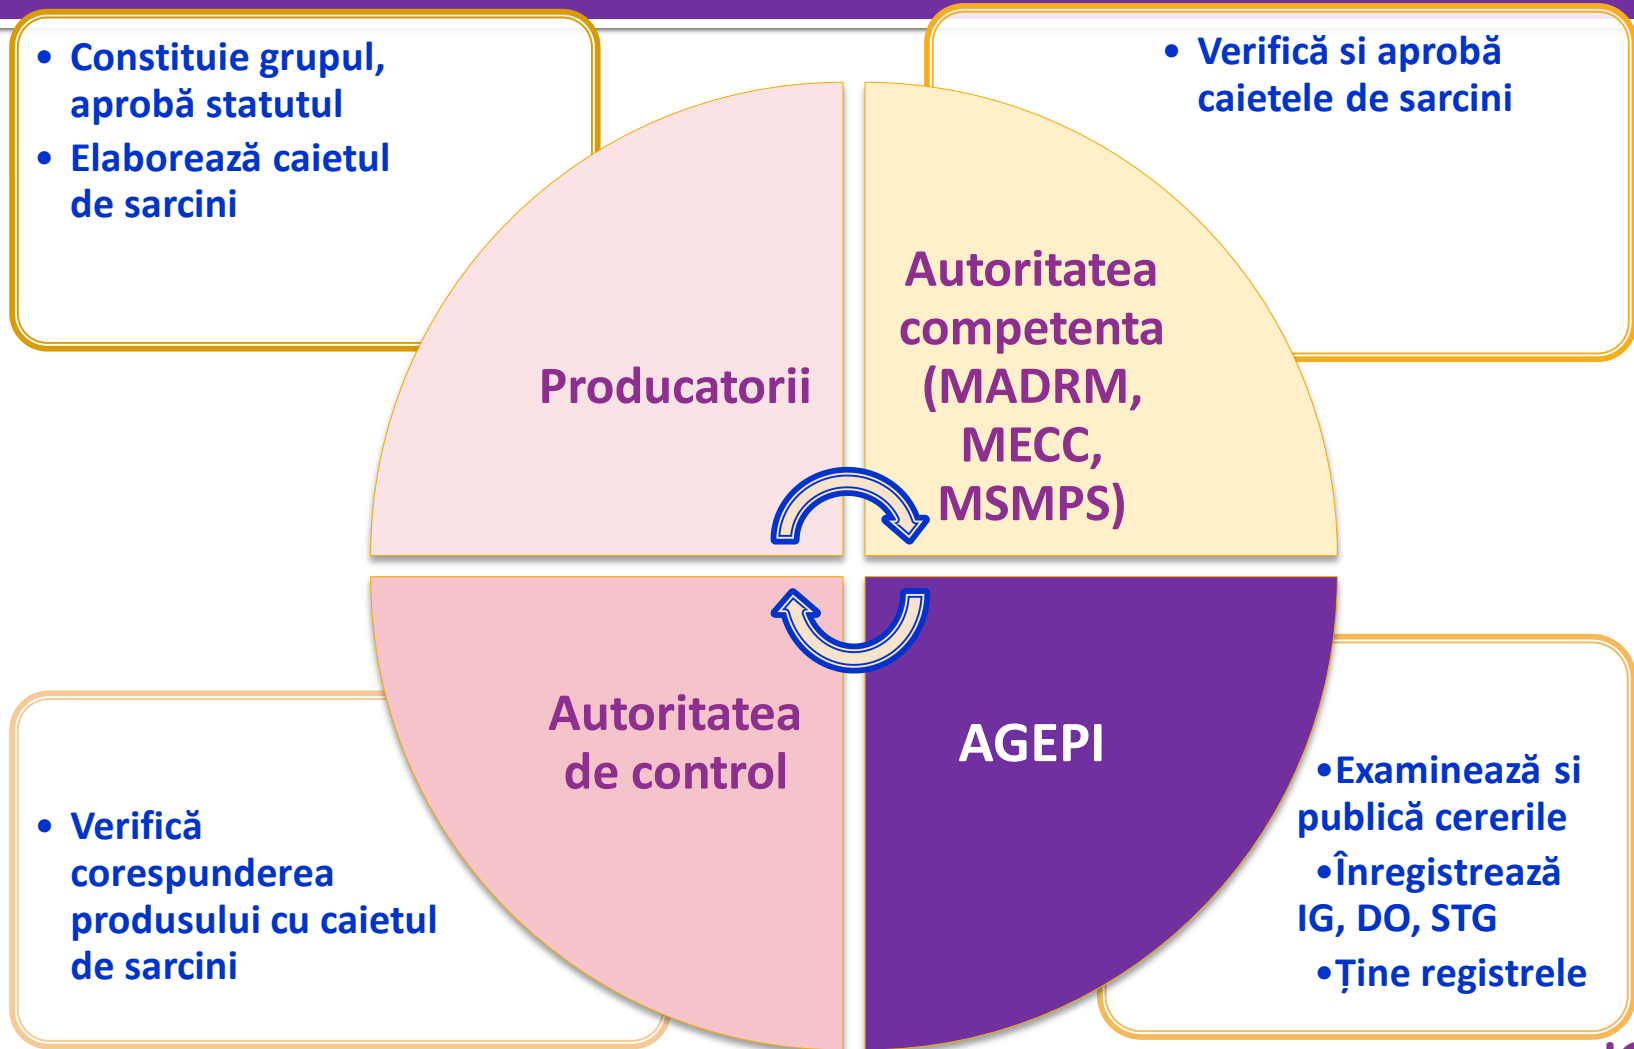 • Constituie grupul,
aprobă statutul
• Elaborează caietul
de sarcini
• Verifică si aprobă
caietele de sarcini
Producatorii
Autoritatea
competenta
(MADRM,
MECC,
MSMPS)
Autoritatea
de control
AGEPI
• Verifică
corespunderea
produsului cu caietul
de sarcini
•Examinează si
publică cererile
•Înregistrează
IG, DO, STG
•Ține registrele